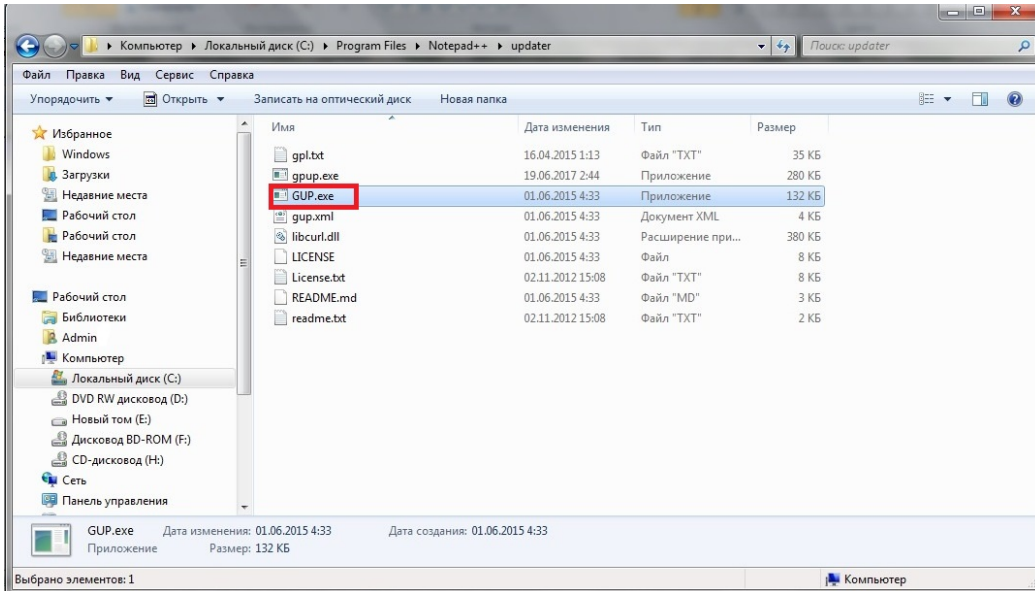 Компьютер ▸ Локальный диск (C:) ▸ Program Files ▸ Notepad++ ▸ updater
Поиск: updater
Файл Правка Вид Сервис Справка
Упорядочить Открыть Записать на оптический диск Новая папка
Имя Дата изменения Тип Размер
gpl.txt 16.04.2015 1:13 Файл "TXT" 35 КБ
gpup.exe 19.06.2017 2:44 Приложение 280 КБ
GUP.exe 01.06.2015 4:33 Приложение 132 КБ
gup.xml 01.06.2015 4:33 Документ XML 4 КБ
libcurl.dll 01.06.2015 4:33 Расширение при... 380 КБ
LICENSE 01.06.2015 4:33 Файл 8 КБ
License.txt 02.11.2012 15:08 Файл "TXT" 8 КБ
README.md 01.06.2015 4:33 Файл "MD" 3 КБ
readme.txt 02.11.2012 15:08 Файл "TXT" 2 КБ
Избранное
Windows
Загрузки
Недавние места
Рабочий стол
Рабочий стол
Недавние места
Рабочий стол
Библиотеки
Admin
Компьютер
Локальный диск (C:)
DVD RW дисковод (D:)
Новый том (E:)
Дисковод BD-ROM (F:)
CD-дисковод (H:)
Сеть
Панель управления
GUP.exe Дата изменения: 01.06.2015 4:33 Дата создания: 01.06.2015 4:33
Приложение Размер: 132 КБ
Выбрано элементов: 1 Компьютер